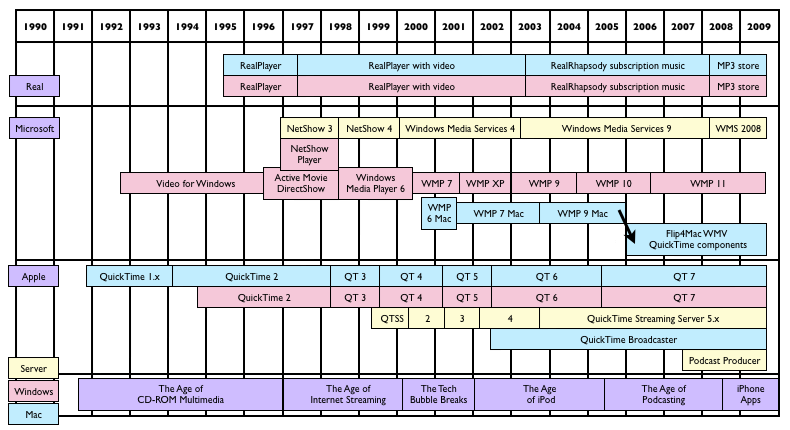 1990 1991 1992 1993 1994 1995 1996 1997 1998 1999 2000 2001 2002 2003 2004 2005 2006 2007 2008 2009
RealPlayer RealPlayer with video RealRhapsody subscription music MP3 store
Real RealPlayer RealPlayer with video RealRhapsody subscription music MP3 store
Microsoft NetShow 3 NetShow 4 Windows Media Services 4 Windows Media Services 9 WMS 2008
NetShow
Player
Video for Windows
Active Movie
DirectShow
Windows
Media Player 6
WMP 7 WMP XP WMP 9 WMP 10 WMP 11
WMP
6 Mac
WMP 7 Mac WMP 9 Mac
Flip4Mac WMV
QuickTime components
Apple QuickTime 1.x QuickTime 2 QT 3 QT 4 QT 5 QT 6 QT 7
QuickTime 2 QT 3 QT 4 QT 5 QT 6 QT 7
QTSS 2 3 4 QuickTime Streaming Server 5.x
QuickTime Broadcaster
Podcast Producer
Server
Windows
Mac
The Age of
CD-ROM Multimedia
The Age of
Internet Streaming
The Tech
Bubble Breaks
The Age
of iPod
The Age of
Podcasting
iPhone
Apps